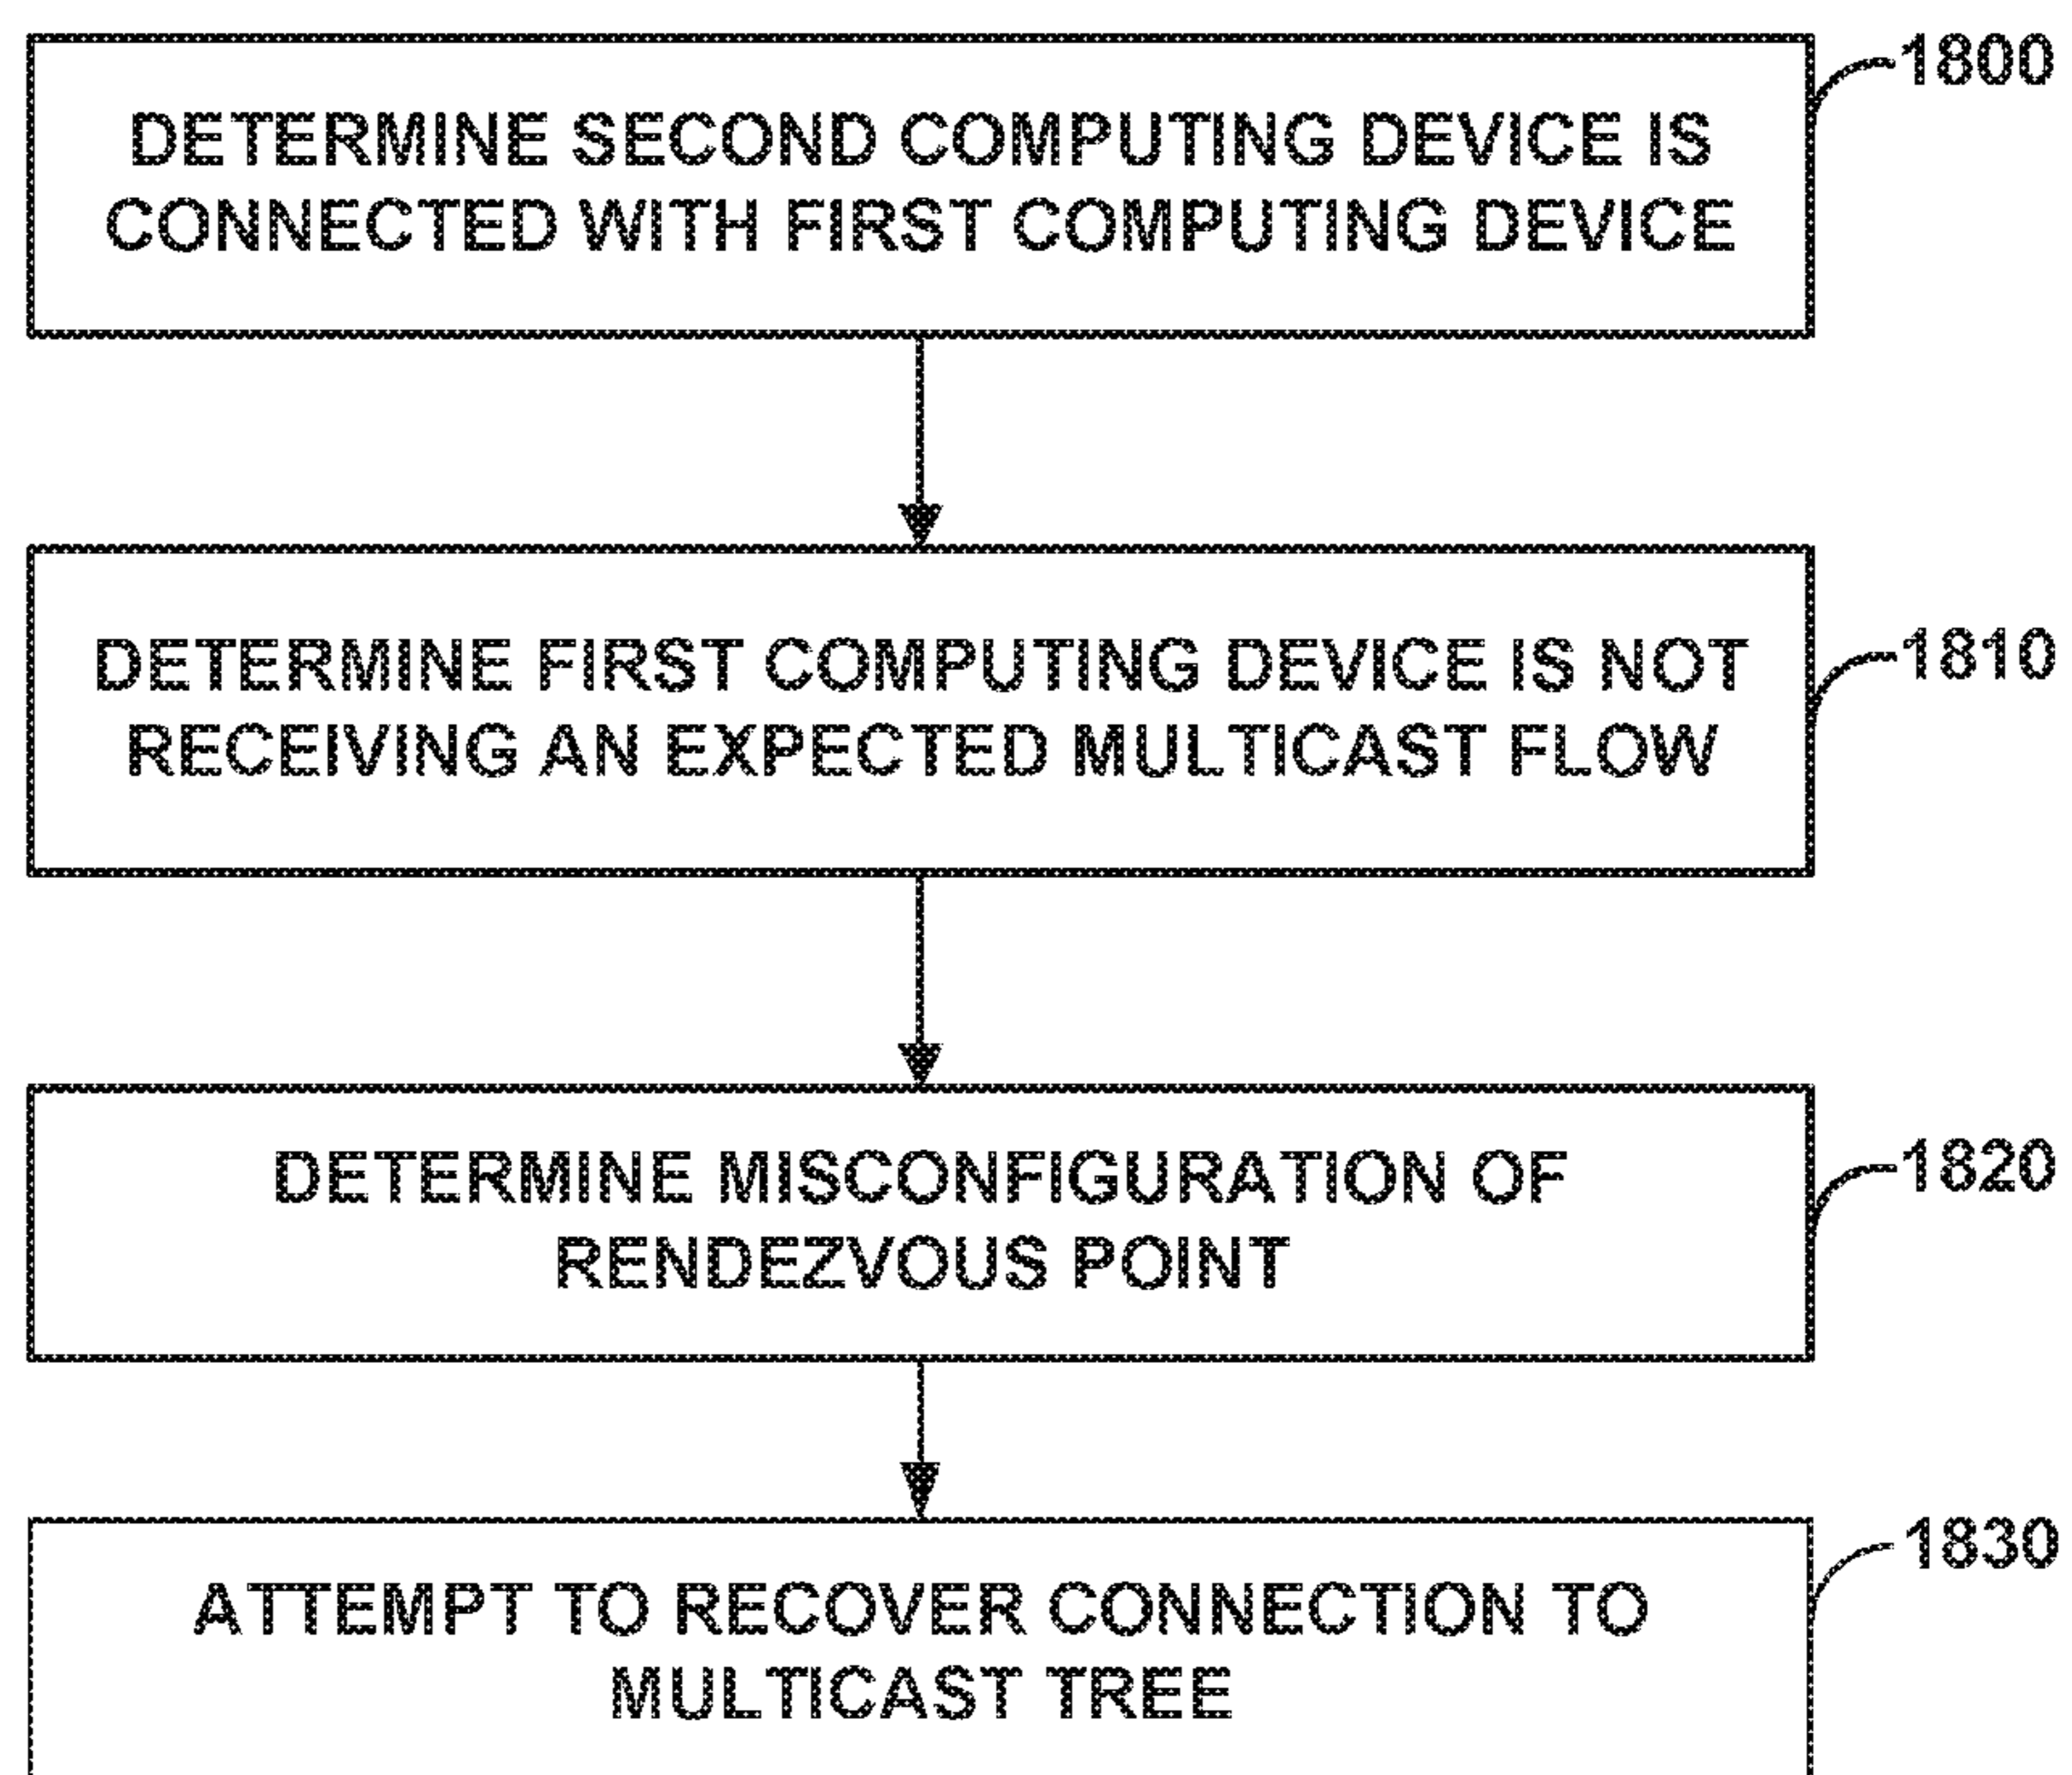 1800
DETERMINE SECOND COMPUTING DEVICE IS
CONNECTED WITH FIRST COMPUTING DEVICE
1810
DETERMINE FIRST COMPUTING DEVICE IS NOT
RECEIVING AN EXPECTED MULTICAST FLOW
1820
DETERMINE MISCONFIGURATION OF
RENDEZVOUS POINT
1830
ATTEMPT TO RECOVER CONNECTION TO
MULTICAST TREE